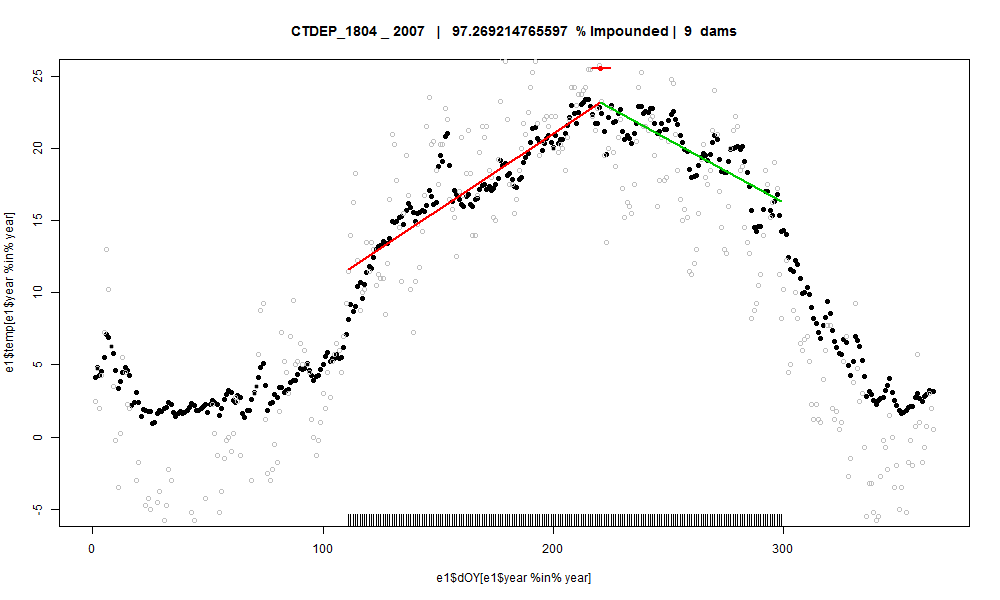 CTDEP_1804 _ 2007 | 97.269214765597 % Impounded | 9 dams
e1$temp[e1$year %in% year]
25
20
15
10
5
0
-5
0 100 200 300
e1$dOY[e1$year %in% year]